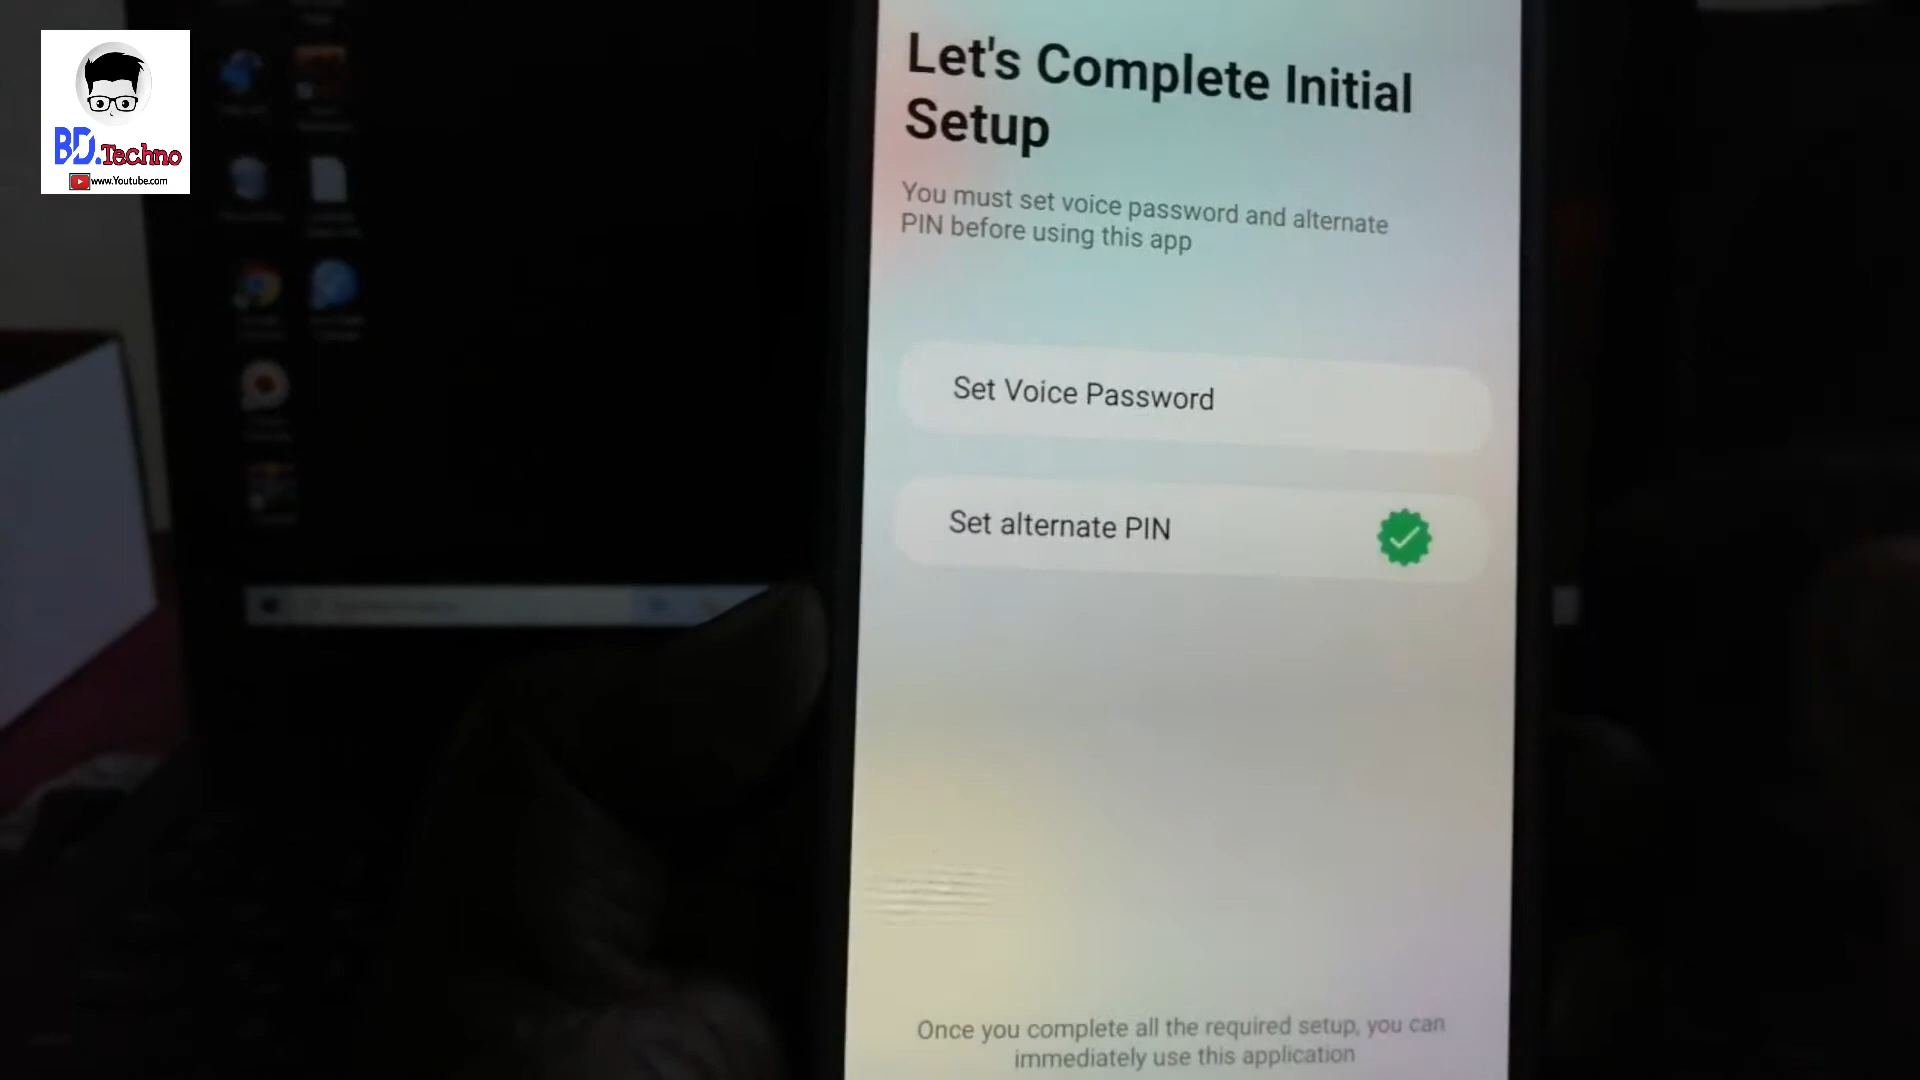 BD.Techno
www.Youtube.com
Let's Complete Initial
Setup
You must set voice password and alternate
PIN before using this app
Set Voice Password
Set alternate PIN
Once you complete all the required setup, you can
immediately use this application